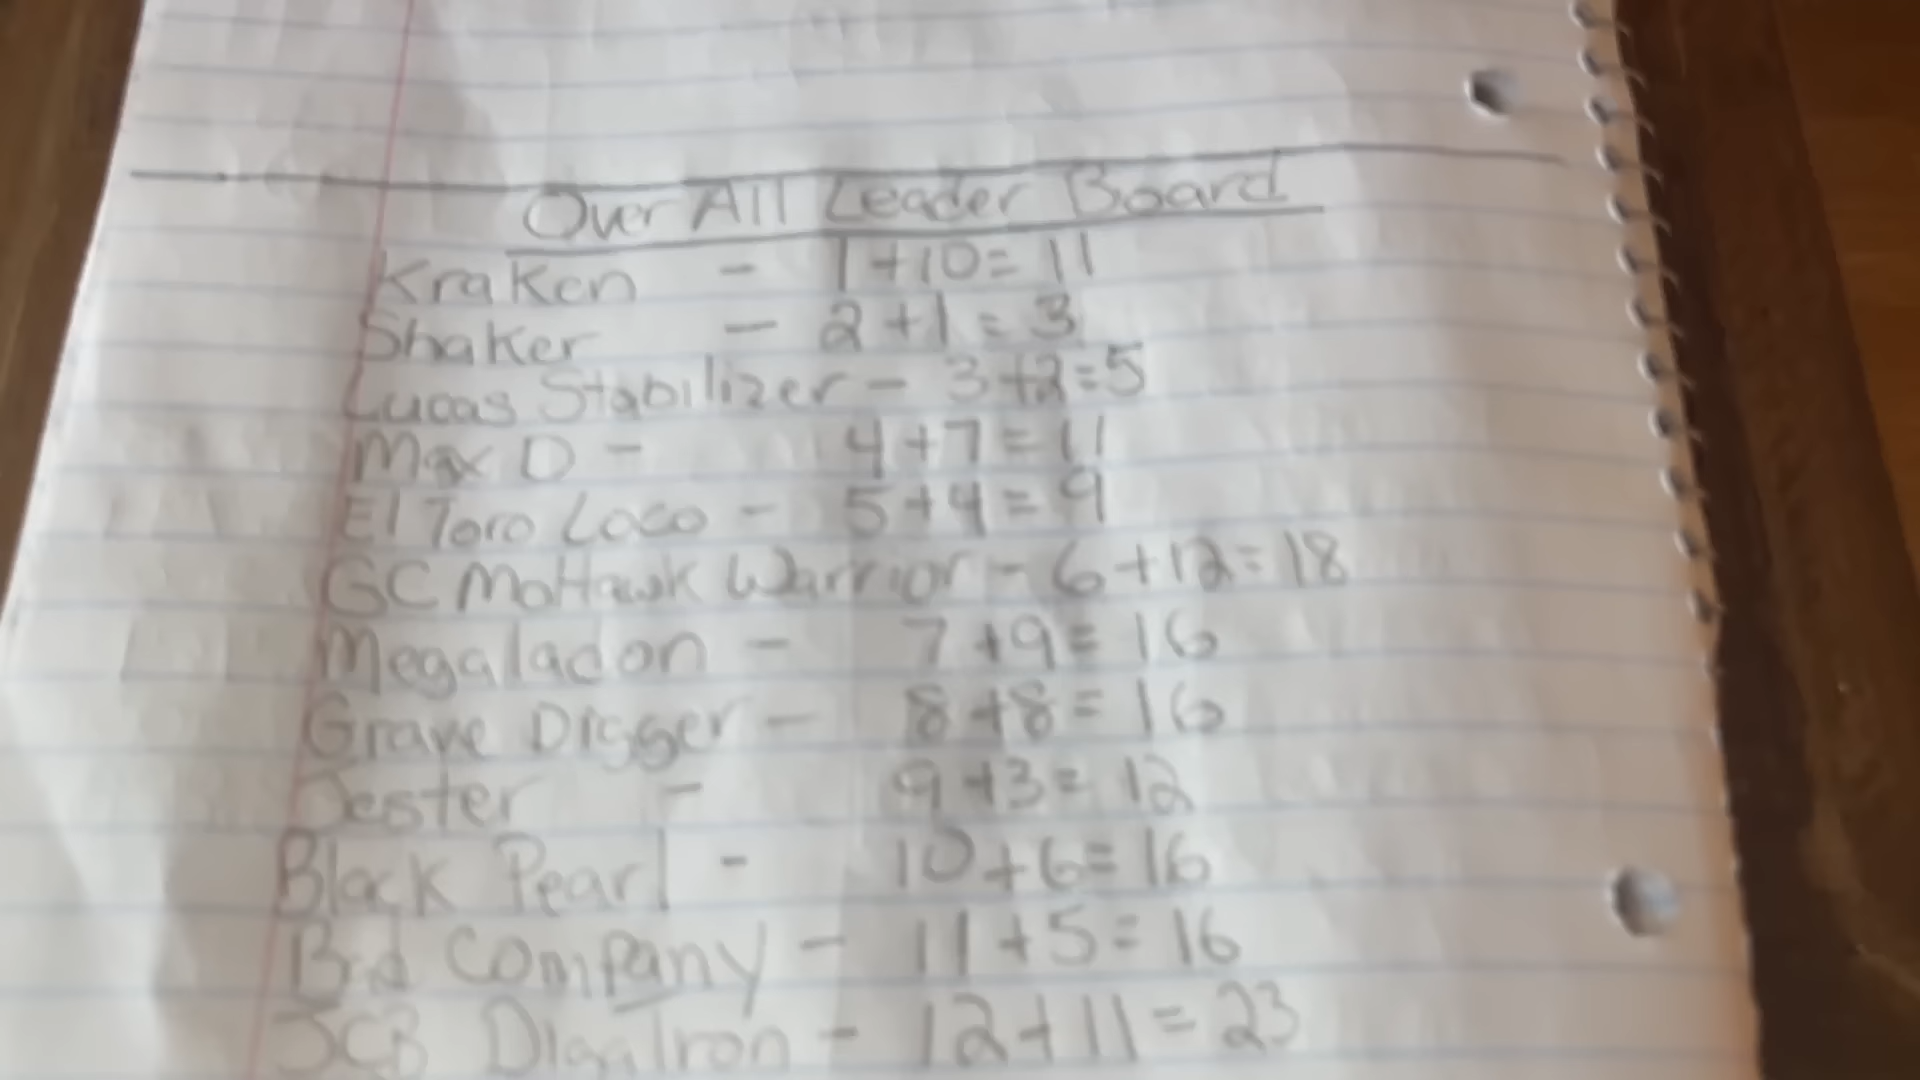 Over All Leader Board
Kraken - 1+10=11
Shaker - 2+1=3
Lucas Stabilizer - 3+2=5
Max D - 4+7=11
El Toro Loco - 5+4=9
GC MoHawk Warrior - 6+12=18
Megaladon - 7+9=16
Grave Digger - 8+8=16
Jester - 9+3=12
Black Pearl - 10+6=16
Bad Company - 11+5=16
JCB Digatron - 12+11=23